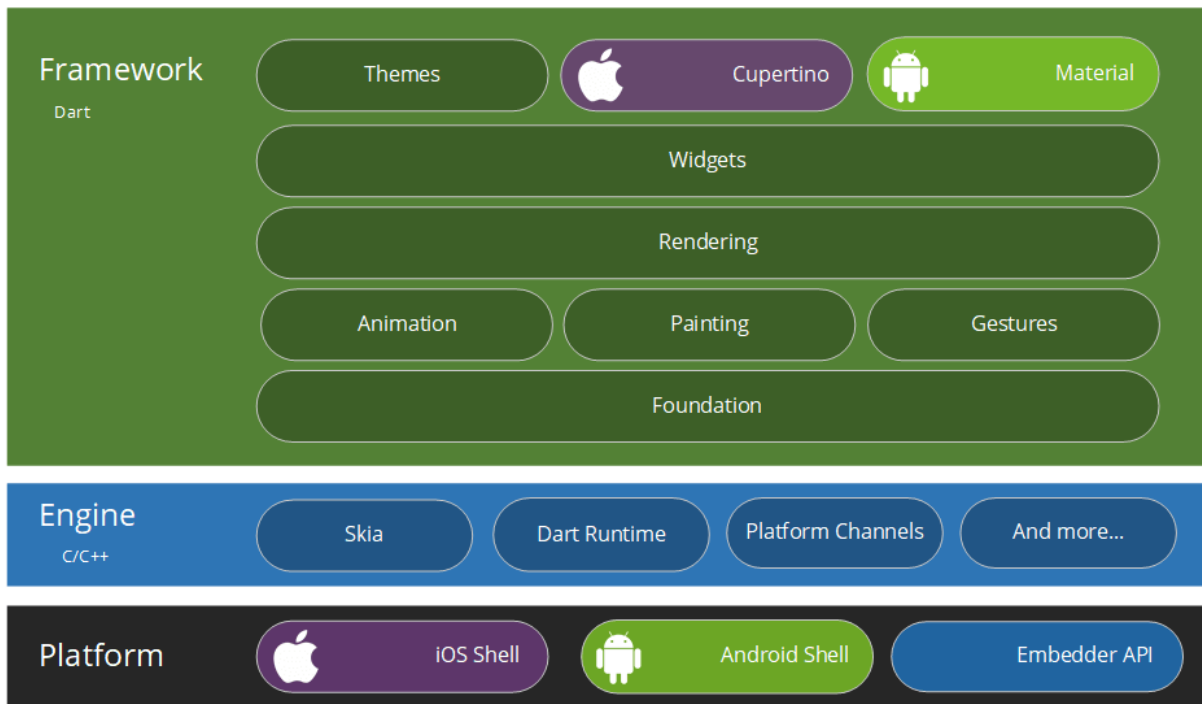 Framework
Dart
Themes
Cupertino
Material
Widgets
Rendering
Animation
Painting
Gestures
Foundation
Engine
C/C++
Skia
Dart Runtime
Platform Channels
And more...
Platform
iOS Shell
Android Shell
Embedder API